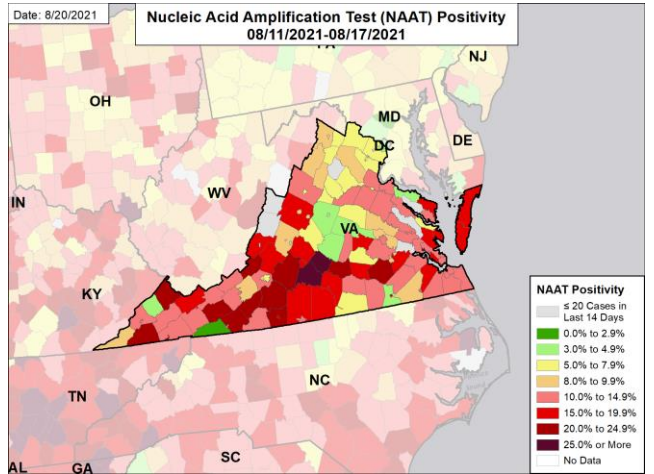 Date: 8/20/2021
Nucleic Acid Amplification Test (NAAT) Positivity
08/11/2021-08/17/2021
PA
NJ
OH
MD
DE
DC
WV
IN
VA
KY
NAAT Positivity
≤ 20 Cases in
Last 14 Days
0.0% to 2.9%
3.0% to 4.9%
5.0% to 7.9%
8.0% to 9.9%
10.0% to 14.9%
15.0% to 19.9%
20.0% to 24.9%
25.0% or More
No Data
NC
TN
SC
AL
GA